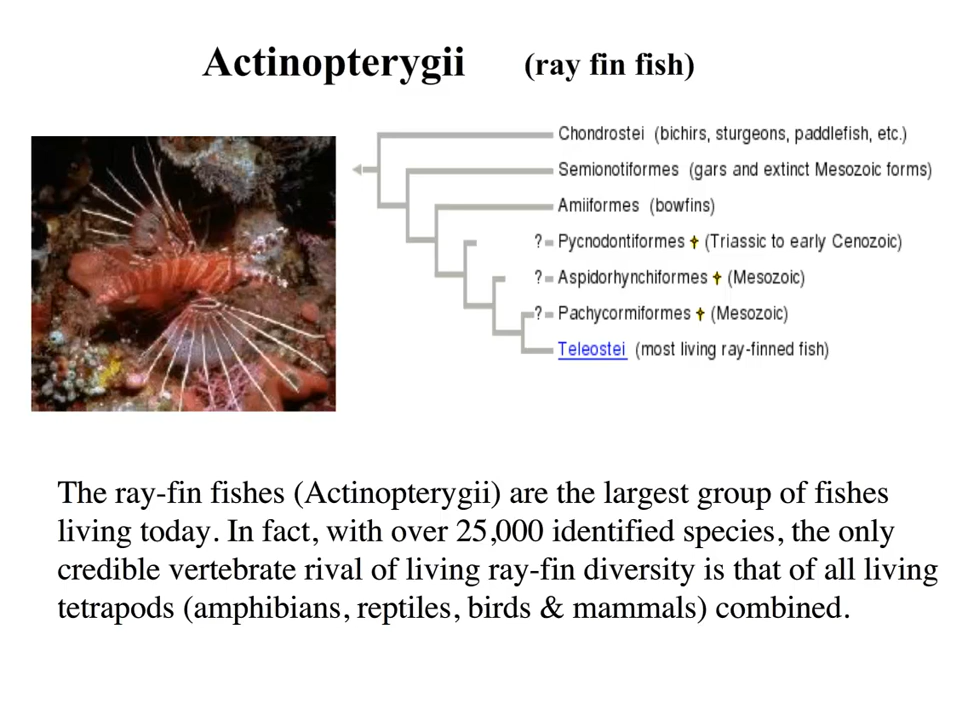 Actinopterygii (ray fin fish)
Chondrostei (bichirs, sturgeons, paddlefish, etc.)
Semionotiformes (gars and extinct Mesozoic forms)
Amiiformes (bowfins)
? Pycnodontiformes † (Triassic to early Cenozoic)
? Aspidorhynchiformes † (Mesozoic)
? Pachycormiformes † (Mesozoic)
Teleostei (most living ray-finned fish)
The ray-fin fishes (Actinopterygii) are the largest group of fishes
living today. In fact, with over 25,000 identified species, the only
credible vertebrate rival of living ray-fin diversity is that of all living
tetrapods (amphibians, reptiles, birds & mammals) combined.